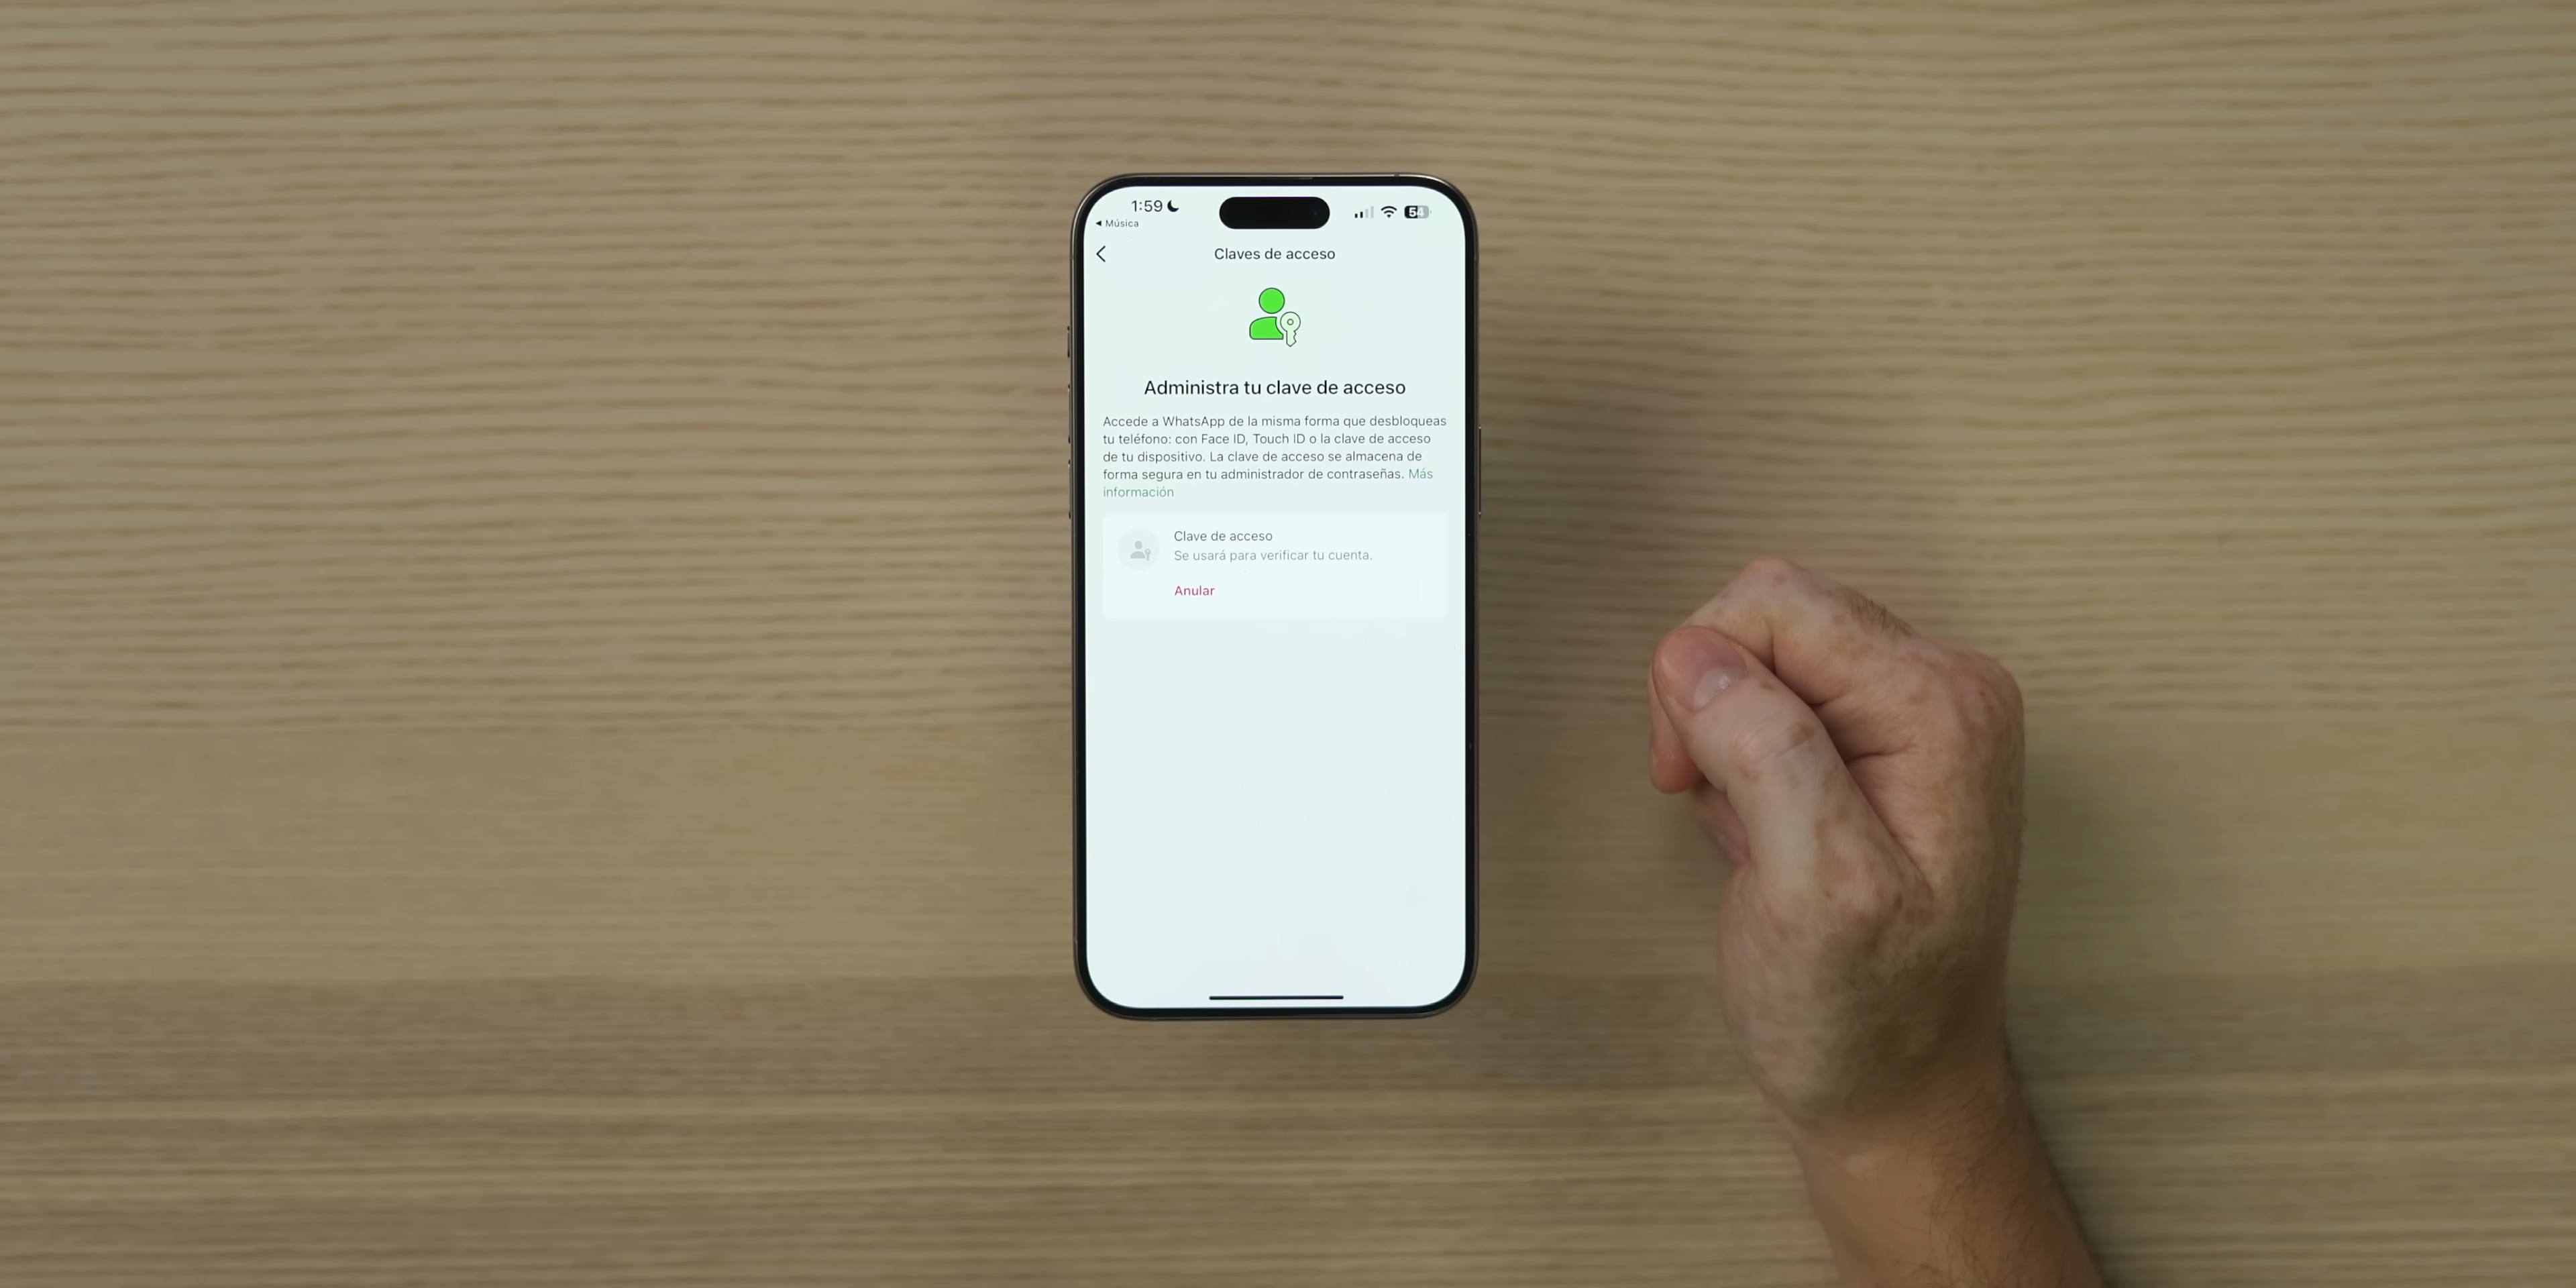 1:59
54
◀ Música
Claves de acceso
Administra tu clave de acceso
Accede a WhatsApp de la misma forma que desbloqueas
tu teléfono: con Face ID, Touch ID o la clave de acceso
de tu dispositivo. La clave de acceso se almacena de
forma segura en tu administrador de contraseñas. Más
información
Clave de acceso
Se usará para verificar tu cuenta.
Anular